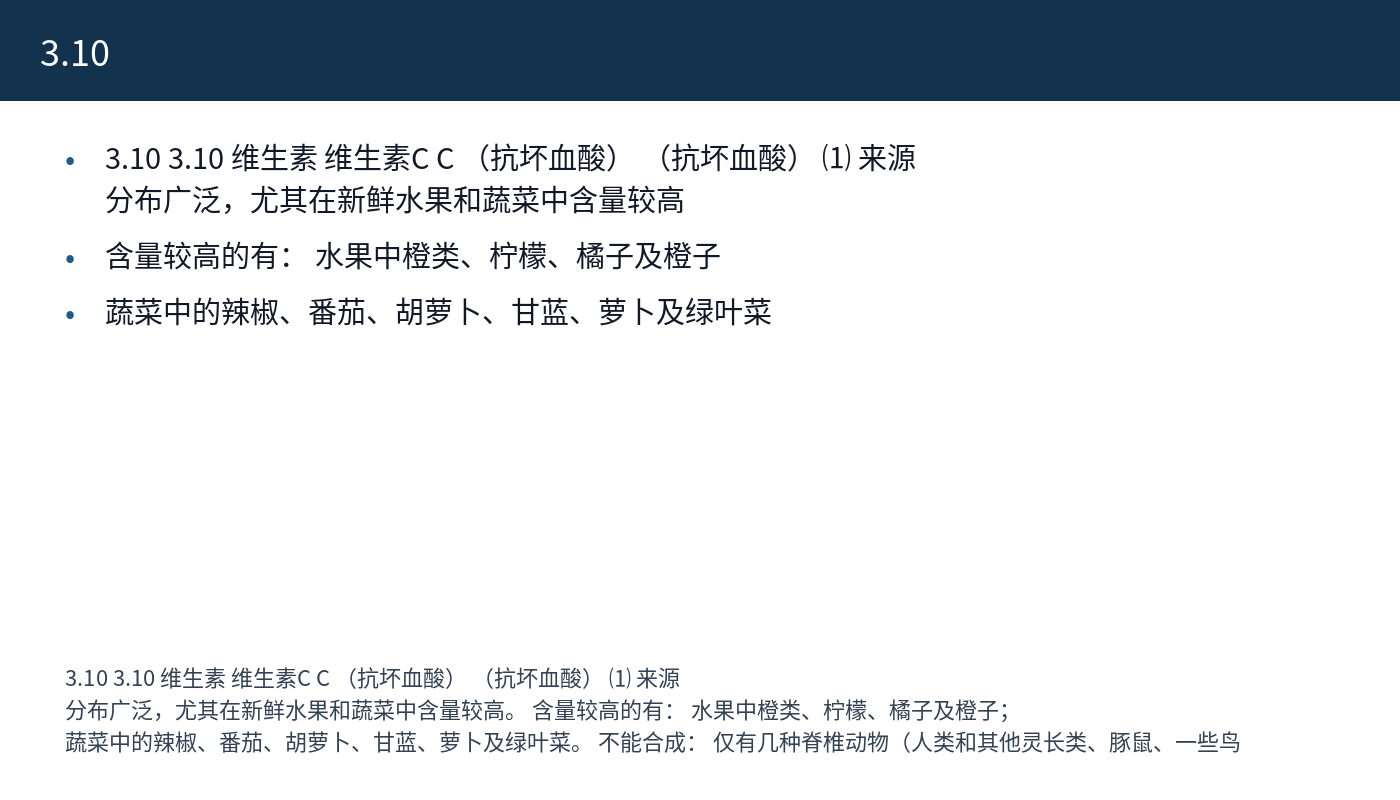 3.10
• 3.10 3.10 维生素 维生素C C （抗坏血酸） （抗坏血酸） ⑴ 来源
分布广泛，尤其在新鲜水果和蔬菜中含量较高
• 含量较高的有： 水果中橙类、柠檬、橘子及橙子
• 蔬菜中的辣椒、番茄、胡萝卜、甘蓝、萝卜及绿叶菜
3.10 3.10 维生素 维生素C C （抗坏血酸） （抗坏血酸） ⑴ 来源
分布广泛，尤其在新鲜水果和蔬菜中含量较高。 含量较高的有： 水果中橙类、柠檬、橘子及橙子；
蔬菜中的辣椒、番茄、胡萝卜、甘蓝、萝卜及绿叶菜。 不能合成： 仅有几种脊椎动物（人类和其他灵长类、豚鼠、一些鸟